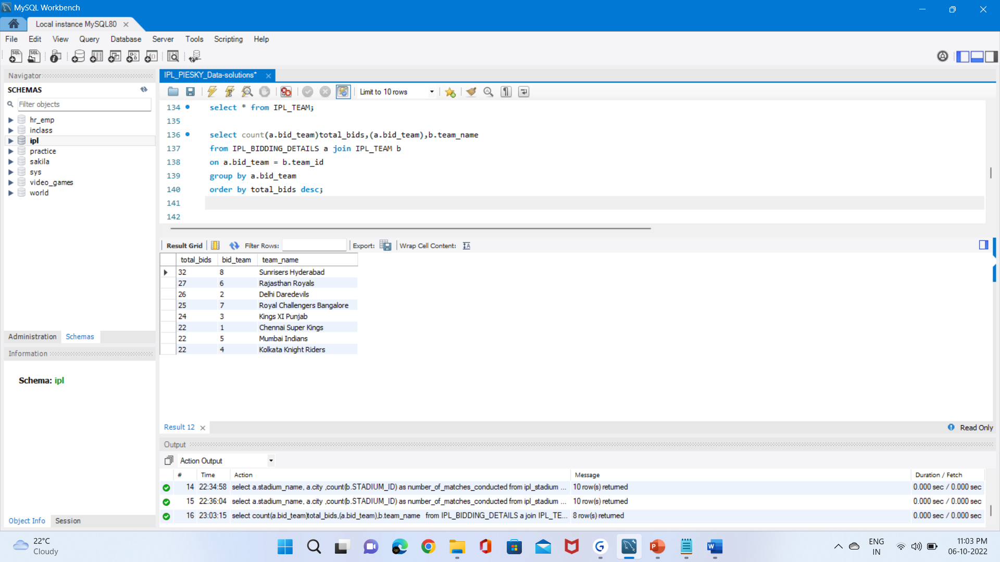 MySQL Workbench
Local instance MySQL80
File Edit View Query Database Server Tools Scripting Help
Navigator
SCHEMAS
Filter objects
hr_emp
inclass
ipl
practice
sakila
sys
video_games
world
Administration Schemas
Information
Schema: ipl
Object Info Session
IPL_PIESKY_Data-solutions*
Limit to 10 rows
134 select * from IPL_TEAM;
135
136 select count(a.bid_team)total_bids,(a.bid_team),b.team_name
137 from IPL_BIDDING_DETAILS a join IPL_TEAM b
138 on a.bid_team = b.team_id
139 group by a.bid_team
140 order by total_bids desc;
141
142
Result Grid Filter Rows: Export: Wrap Cell Content:
total_bids bid_team team_name
32 8 Sunrisers Hyderabad
27 6 Rajasthan Royals
26 2 Delhi Daredevils
25 7 Royal Challengers Bangalore
24 3 Kings XI Punjab
22 1 Chennai Super Kings
22 5 Mumbai Indians
22 4 Kolkata Knight Riders
Result 12 Read Only
Output
Action Output
# Time Action Message Duration / Fetch
14 22:34:58 select a.stadium_name, a.city ,count(b.STADIUM_ID) as number_of_matches_conducted from ipl_stadium ... 10 row(s) returned 0.000 sec / 0.000 sec
15 22:36:04 select a.stadium_name, a.city ,count(b.STADIUM_ID) as number_of_matches_conducted from ipl_stadium ... 10 row(s) returned 0.000 sec / 0.000 sec
16 23:03:15 select count(a.bid_team)total_bids,(a.bid_team),b.team_name from IPL_BIDDING_DETAILS a join IPL_TE... 8 row(s) returned 0.000 sec / 0.000 sec
22°C
Cloudy
ENG
IN
11:03 PM
06-10-2022